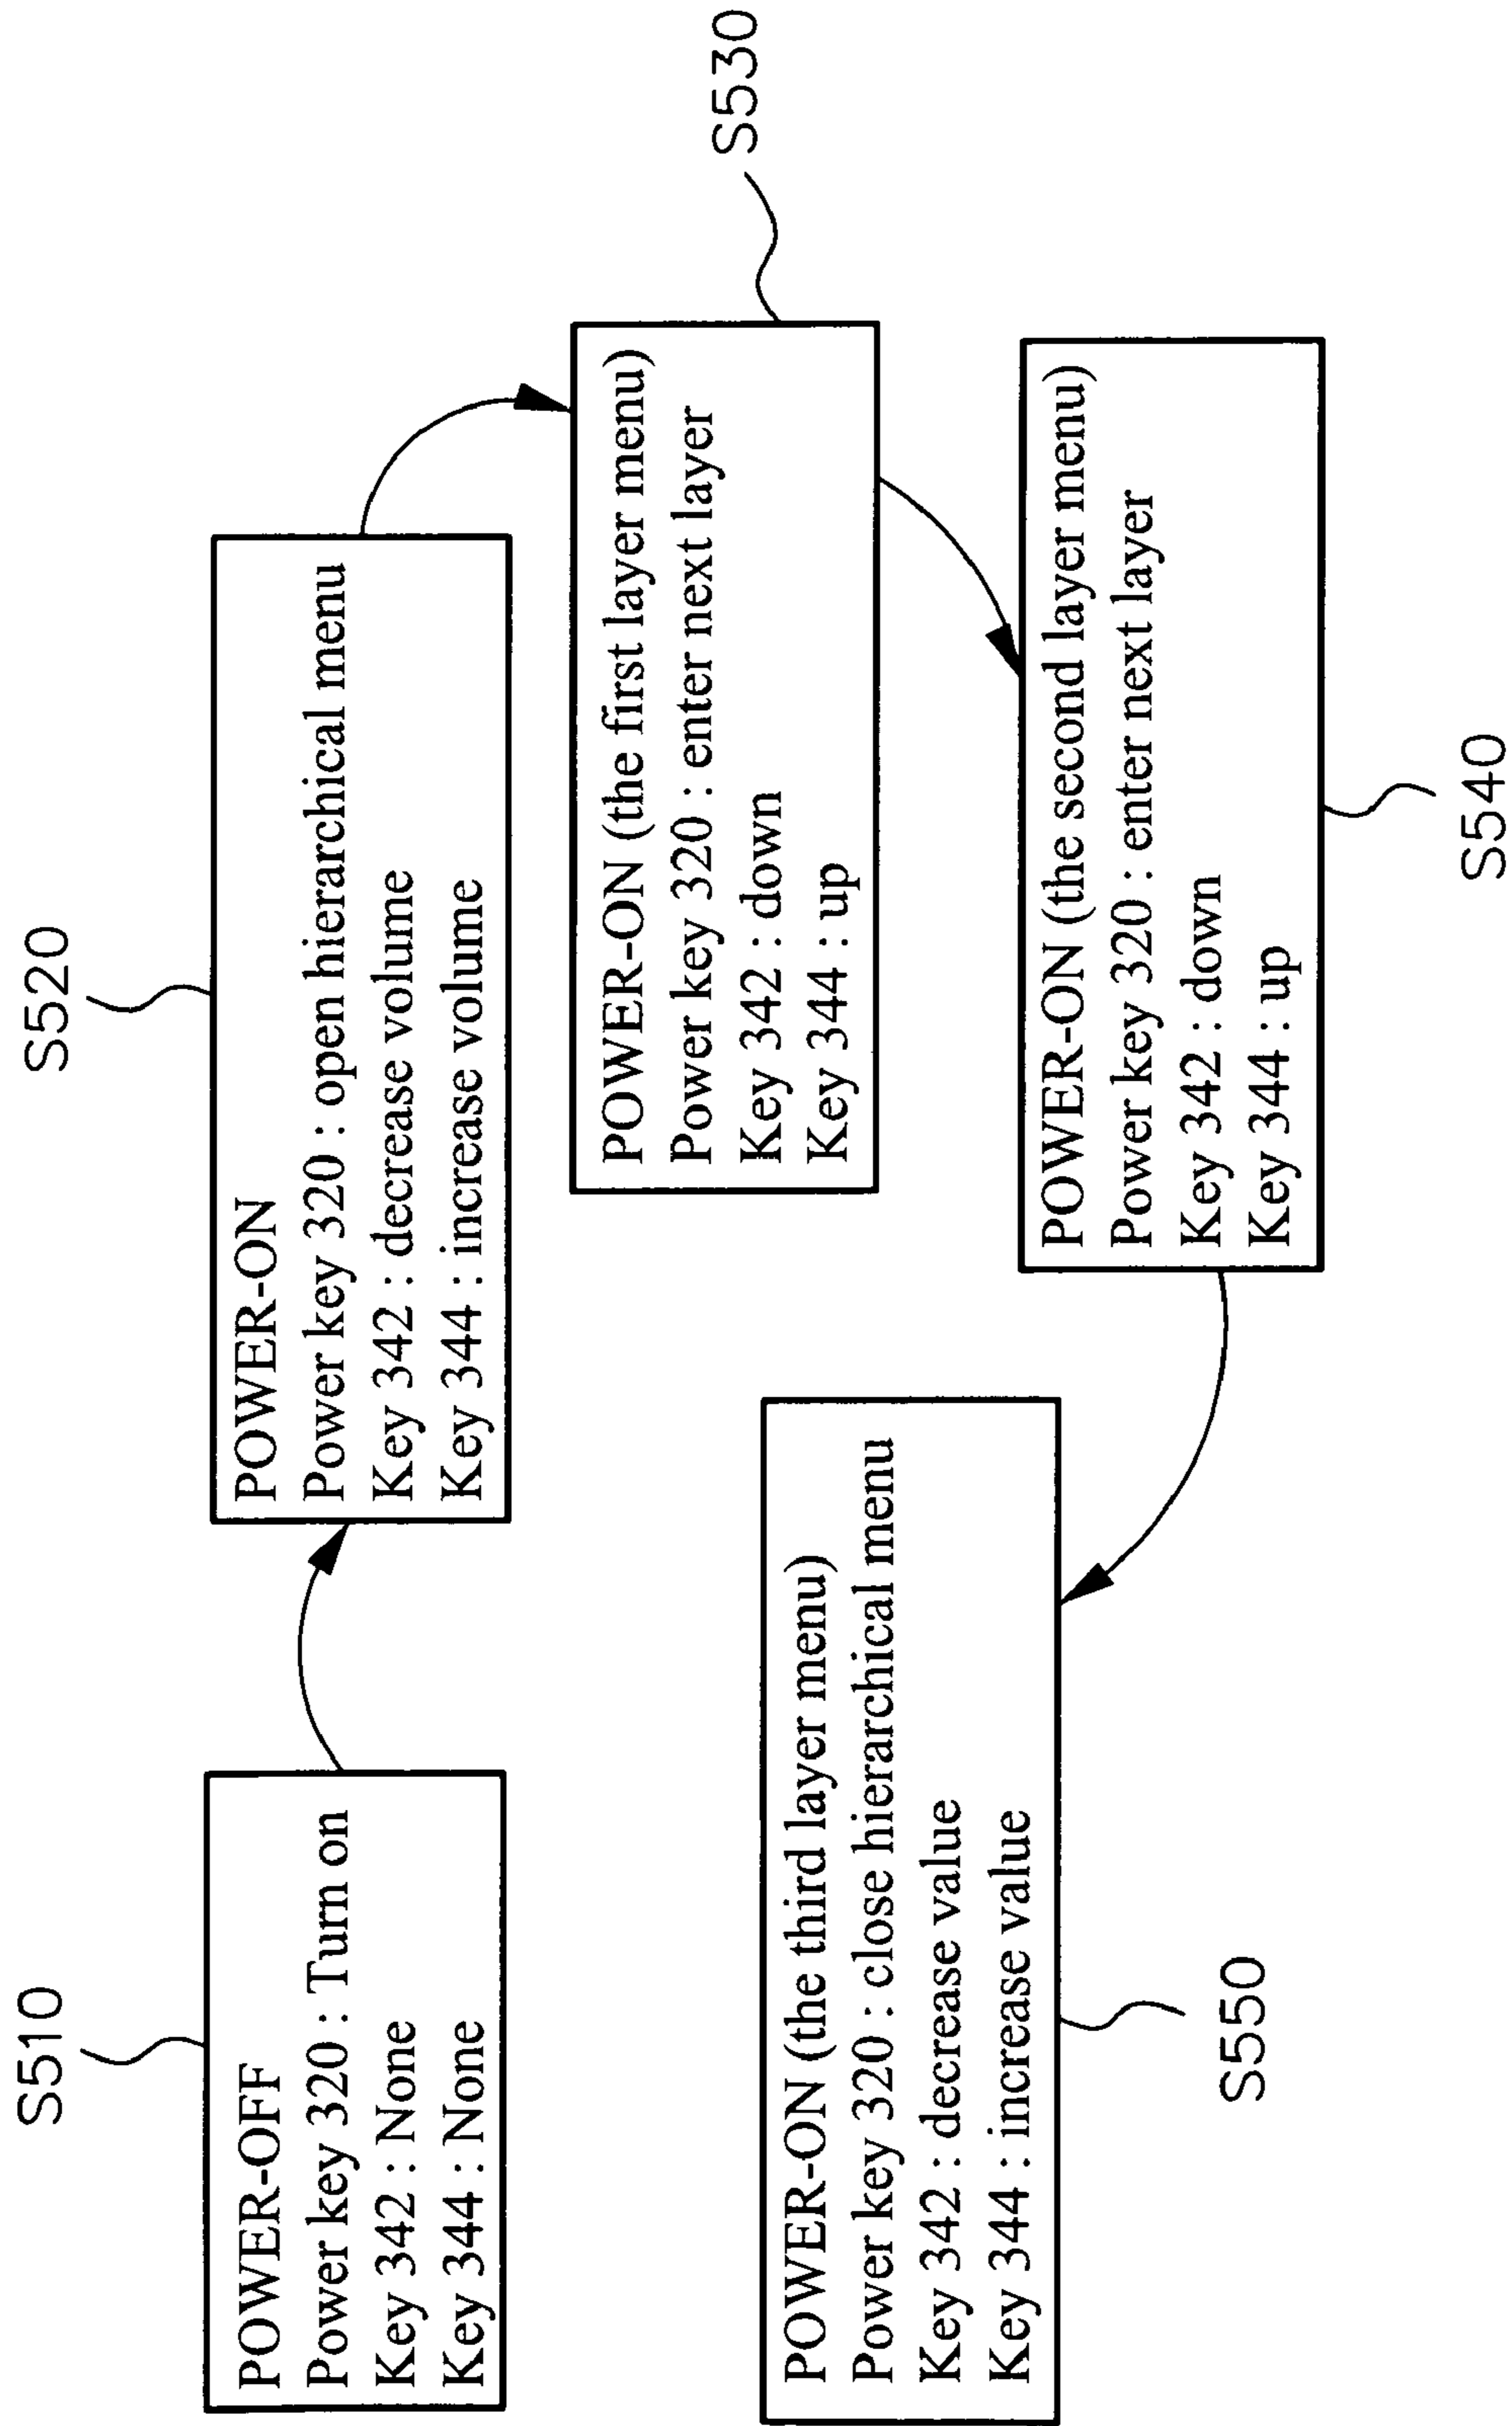 S510
POWER-OFF
Power key 320 : Turn on
Key 342 : None
Key 344 : None
S520
POWER-ON
Power key 320 : open hierarchical menu
Key 342 : decrease volume
Key 344 : increase volume
S530
POWER-ON (the first layer menu)
Power key 320 : enter next layer
Key 342 : down
Key 344 : up
S540
POWER-ON (the second layer menu)
Power key 320 : enter next layer
Key 342 : down
Key 344 : up
S550
POWER-ON (the third layer menu)
Power key 320 : close hierarchical menu
Key 342 : decrease value
Key 344 : increase value